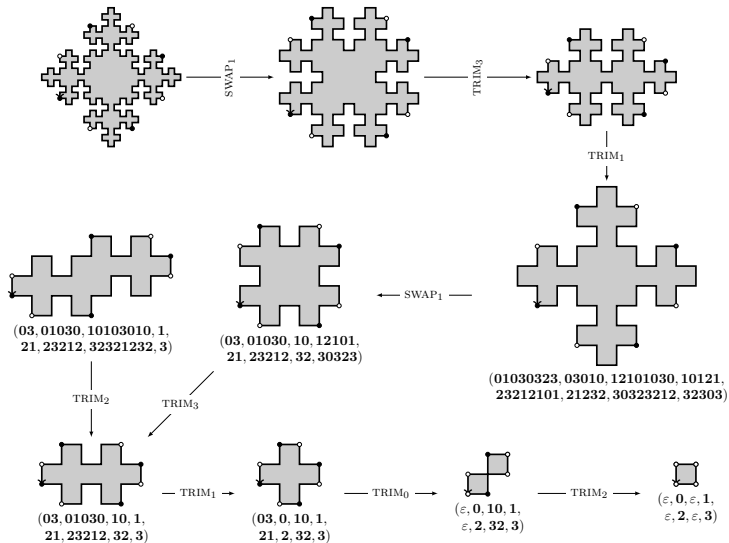 SWAP₁
TRIM₃
TRIM₁
SWAP₁
(03, 01030, 10103010, 1,
21, 23212, 32321232, 3)
(03, 01030, 10, 12101,
21, 23212, 32, 30323)
(01030323, 03010, 12101030, 10121,
23212101, 21232, 30323212, 32303)
TRIM₂
TRIM₃
TRIM₁
TRIM₀
TRIM₂
(03, 01030, 10, 1,
21, 23212, 32, 3)
(03, 0, 10, 1,
21, 2, 32, 3)
(ε, 0, 10, 1,
ε, 2, 32, 3)
(ε, 0, ε, 1,
ε, 2, ε, 3)